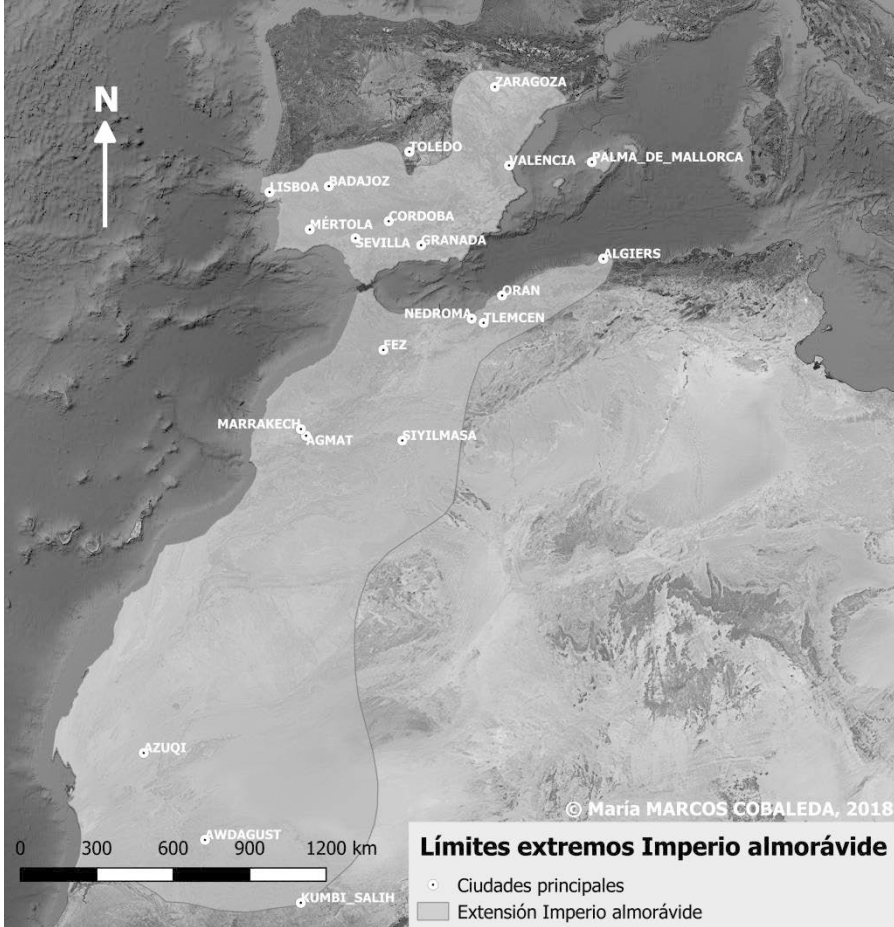 ZARAGOZA
N
TOLEDO
VALENCIA
PALMA_DE_MALLORCA
BADAJOZ
LISBOA
CORDOBA
MÉRTOLA
SEVILLA
GRANADA
ALGIERS
ORAN
NEDROMA
TLEMCEN
FEZ
MARRAKECH
AGMAT
SIYILMASA
AZUQI
© María MARCOS COBALEDA, 2018
AWDAGUST
0 300 600 900 1200 km
KUMBI_SALIH
Límites extremos Imperio almorávide
Ciudades principales
Extensión Imperio almorávide